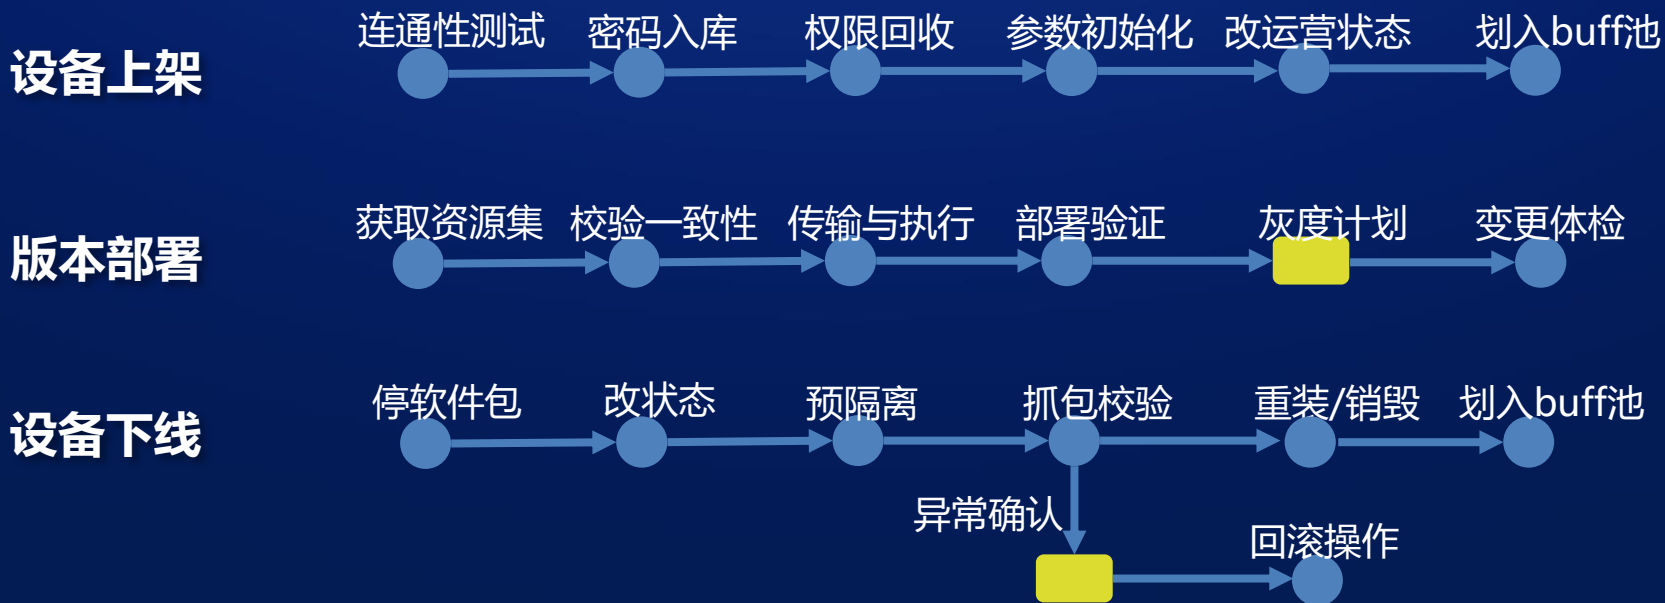 设备上架
连通性测试 密码入库 权限回收 参数初始化 改运营状态 划入buff池
版本部署
获取资源集 校验一致性 传输与执行 部署验证 灰度计划 变更体检
设备下线
停软件包 改状态 预隔离 抓包校验 重装/销毁 划入buff池
异常确认
回滚操作